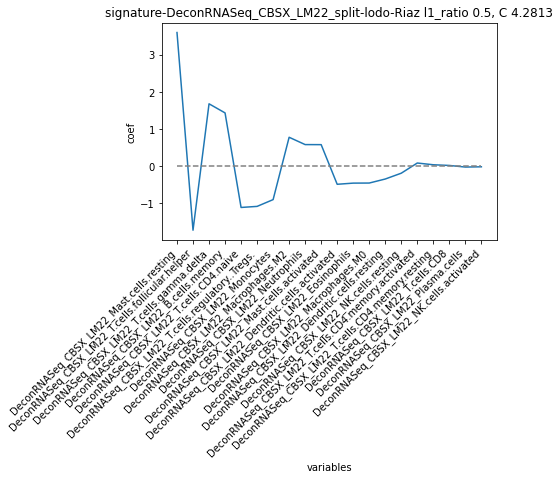 signature-DeconRNASeq_CBSX_LM22_split-lodo-Riaz l1_ratio 0.5, C 4.2813
coef
3
2
1
0
−1
DeconRNASeq_CBSX_LM22_Mast.cells.resting
DeconRNASeq_CBSX_LM22_T.cells.follicular.helper
DeconRNASeq_CBSX_LM22_T.cells.gamma.delta
DeconRNASeq_CBSX_LM22_B.cells.memory
DeconRNASeq_CBSX_LM22_T.cells.CD4.naive
DeconRNASeq_CBSX_LM22_T.cells.regulatory..Tregs.
DeconRNASeq_CBSX_LM22_Monocytes
DeconRNASeq_CBSX_LM22_Macrophages.M2
DeconRNASeq_CBSX_LM22_Neutrophils
DeconRNASeq_CBSX_LM22_Mast.cells.activated
DeconRNASeq_CBSX_LM22_Dendritic.cells.activated
DeconRNASeq_CBSX_LM22_Eosinophils
DeconRNASeq_CBSX_LM22_Macrophages.M0
DeconRNASeq_CBSX_LM22_Dendritic.cells.resting
DeconRNASeq_CBSX_LM22_NK.cells.resting
DeconRNASeq_CBSX_LM22_T.cells.CD4.memory.activated
DeconRNASeq_CBSX_LM22_T.cells.CD4.memory.resting
DeconRNASeq_CBSX_LM22_T.cells.CD8
DeconRNASeq_CBSX_LM22_Plasma.cells
DeconRNASeq_CBSX_LM22_NK.cells.activated
variables